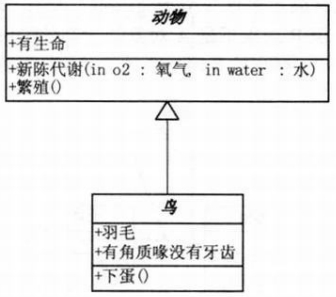 动物
+有生命
+新陈代谢(in o2 : 氧气, in water : 水)
+繁殖()
鸟
+羽毛
+有角质喙没有牙齿
+下蛋()